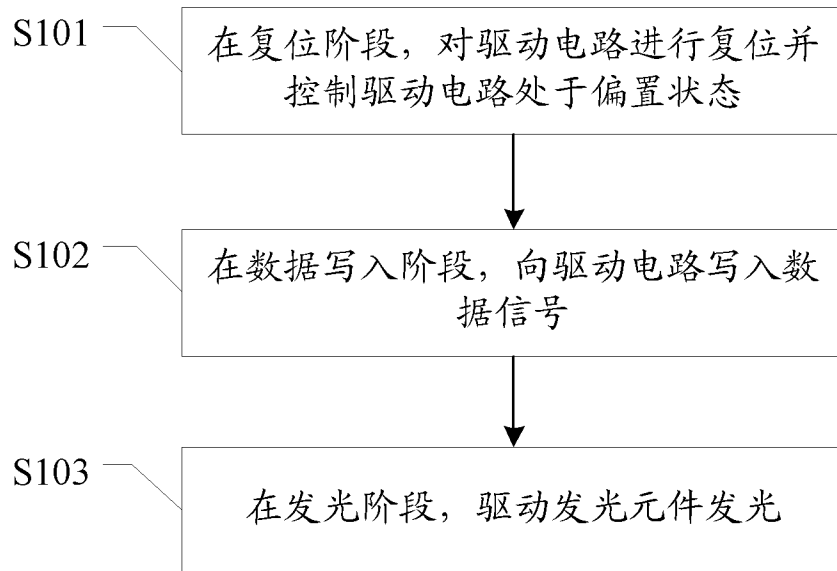 S101
在复位阶段，对驱动电路进行复位并
控制驱动电路处于偏置状态
S102
在数据写入阶段，向驱动电路写入数
据信号
S103
在发光阶段，驱动发光元件发光